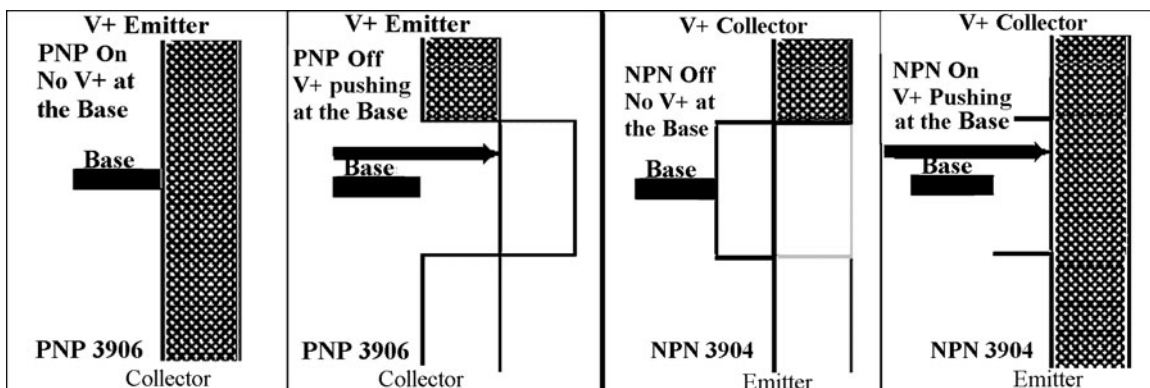 V+ Emitter
PNP On
No V+ at
the Base
Base
PNP 3906
Collector
V+ Emitter
PNP Off
V+ pushing
at the Base
Base
PNP 3906
Collector
V+ Collector
NPN Off
No V+ at
the Base
Base
NPN 3904
Emitter
V+ Collector
NPN On
V+ Pushing
at the Base
Base
NPN 3904
Emitter